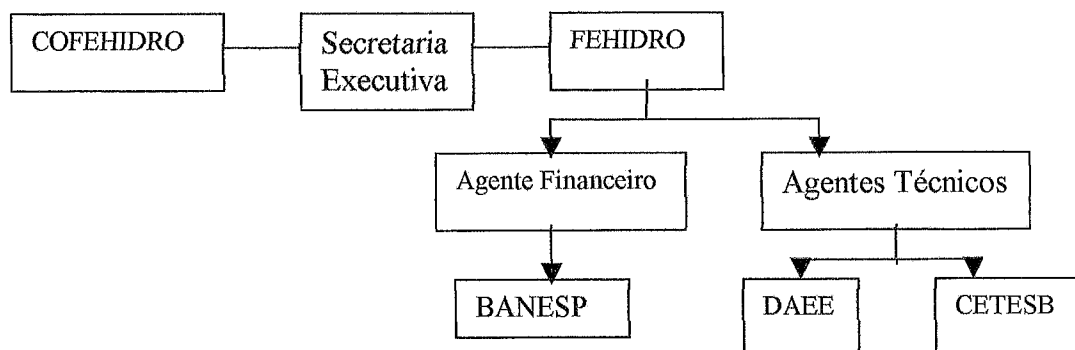 COFEHIDRO
Secretaria
Executiva
FEHIDRO
Agente Financeiro
Agentes Técnicos
BANESP
DAEE
CETESB